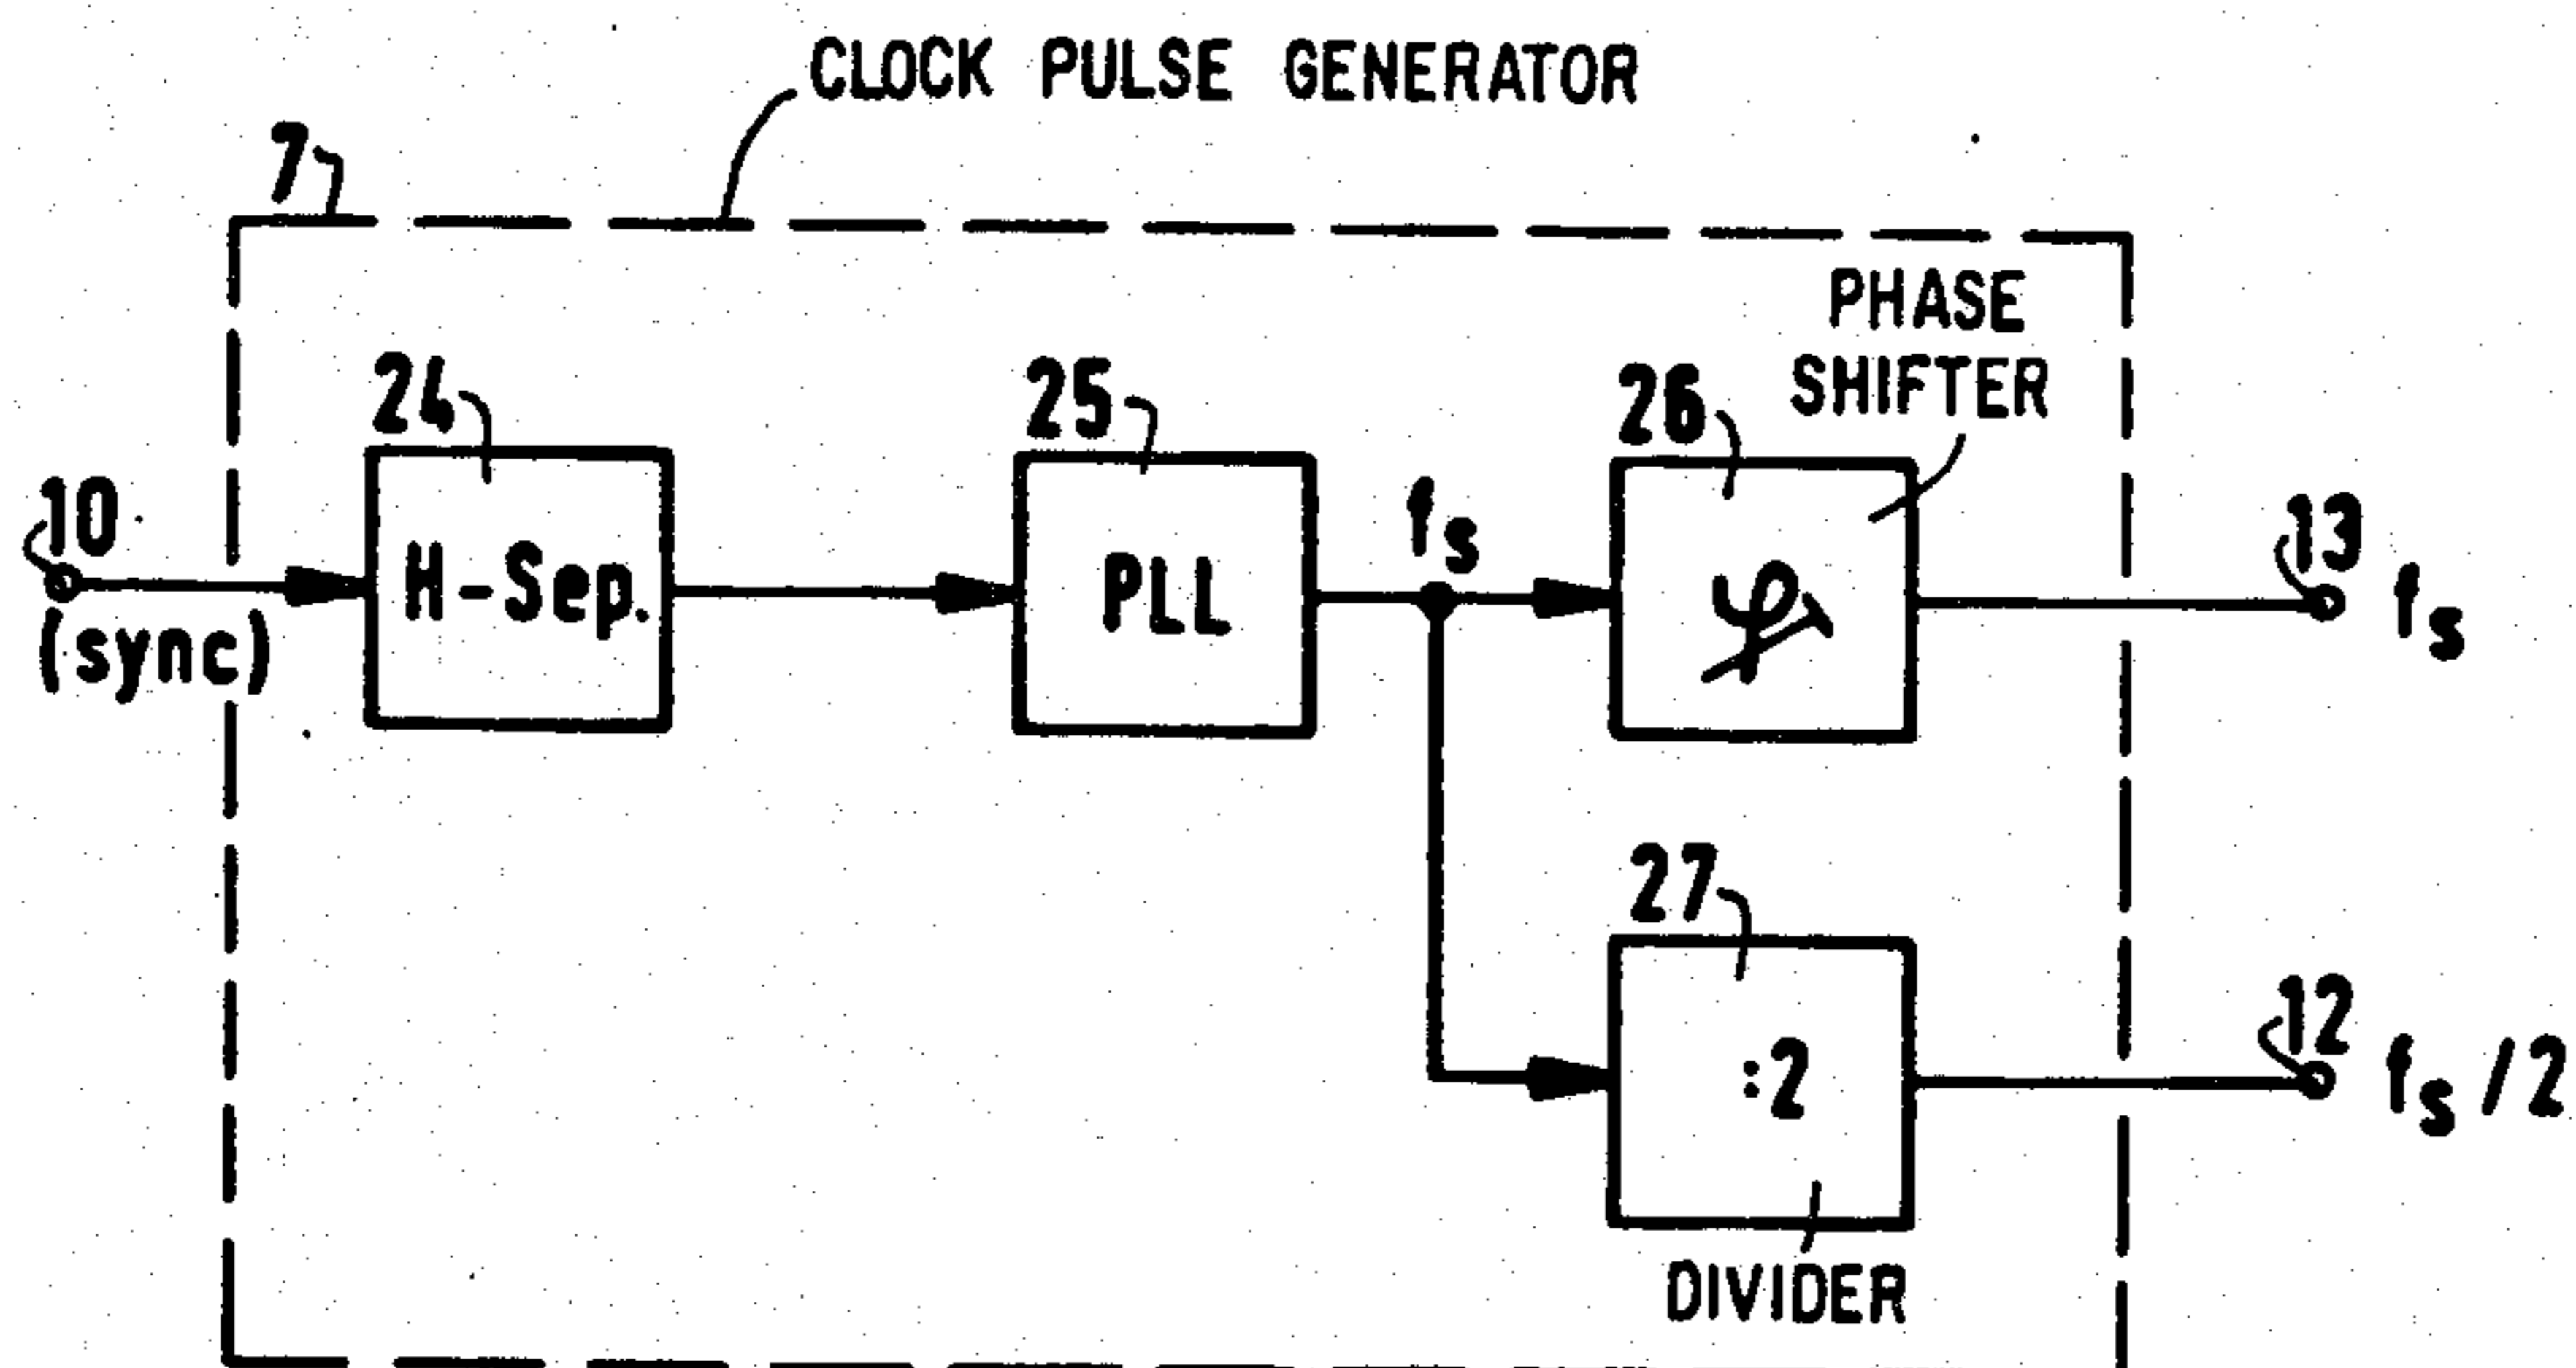 CLOCK PULSE GENERATOR
7
PHASE
SHIFTER
24
25
26
10
(sync)
H-Sep.
PLL
fs
φ
13
fs
27
:2
12
fs/2
DIVIDER